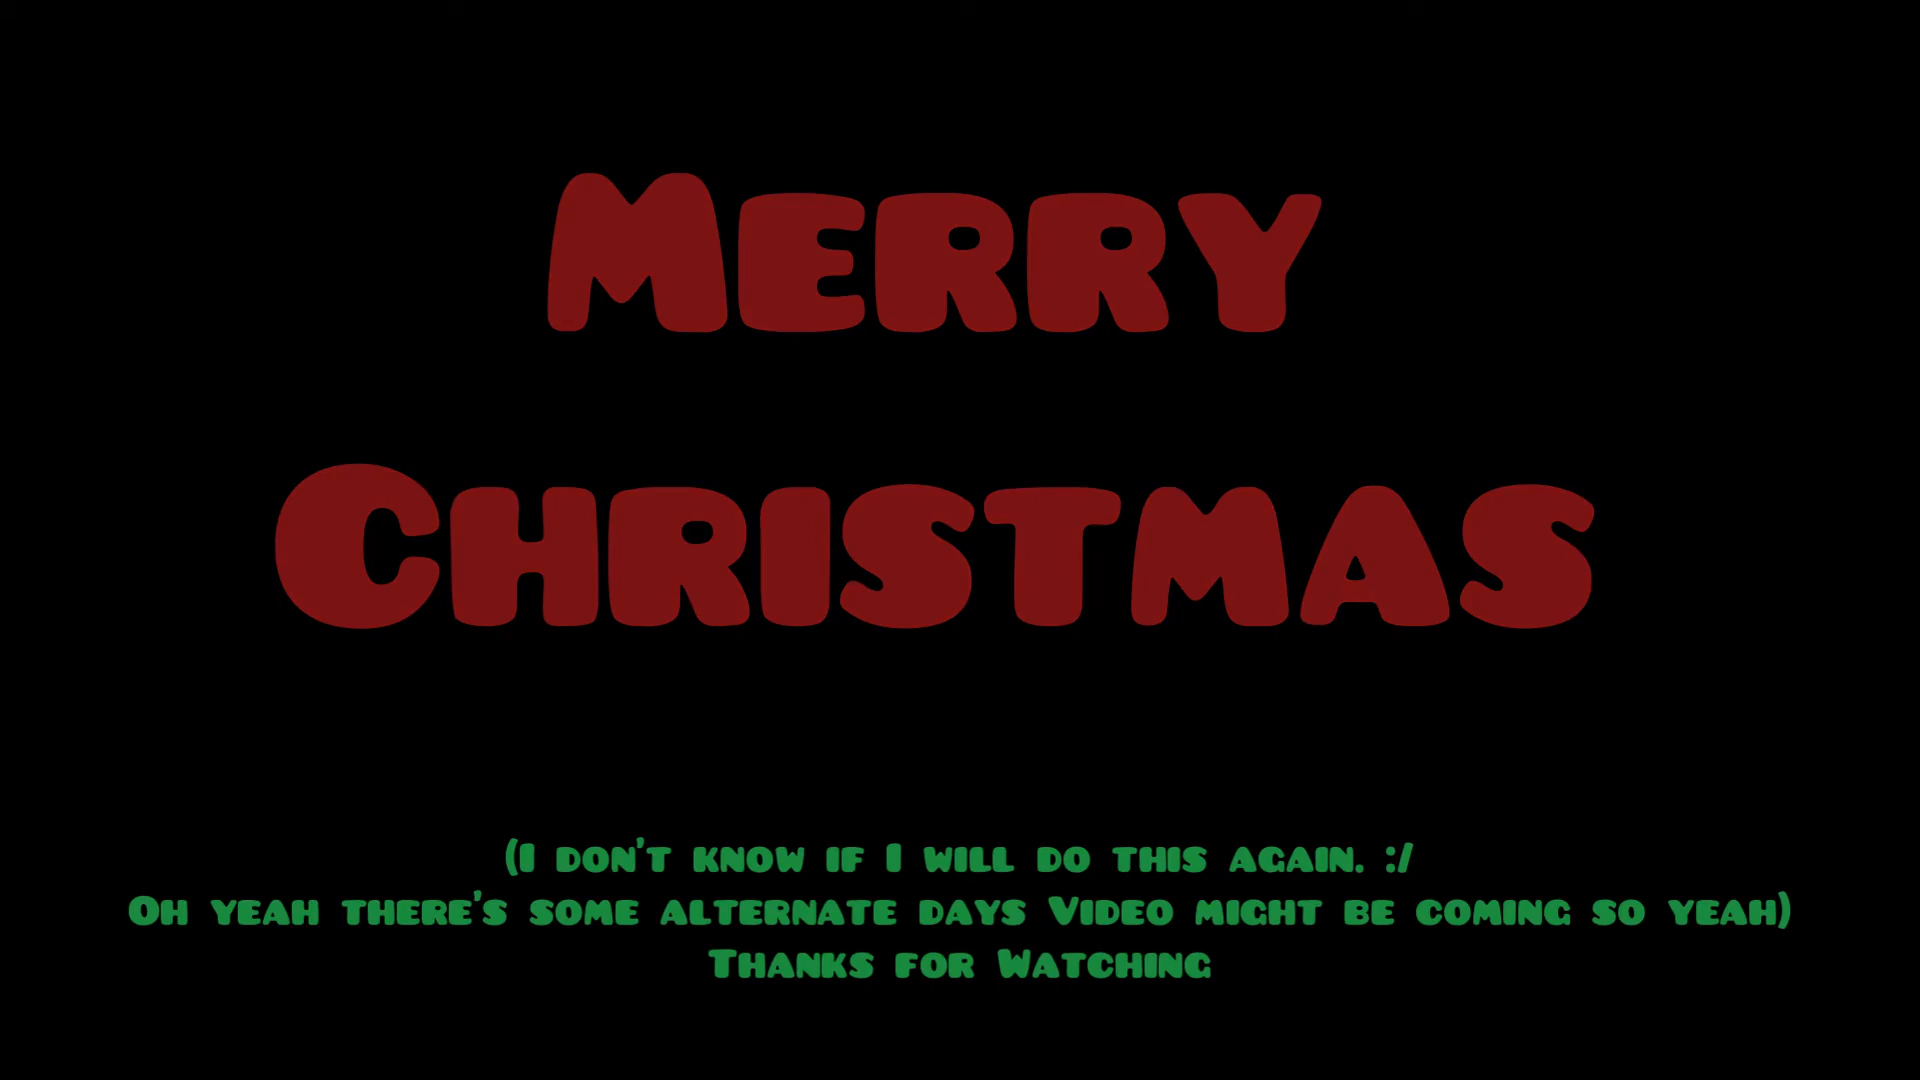 Merry
Christmas
(I don't know if I will do this again. :/
Oh yeah there's some alternate days Video might be coming so yeah)
Thanks for Watching